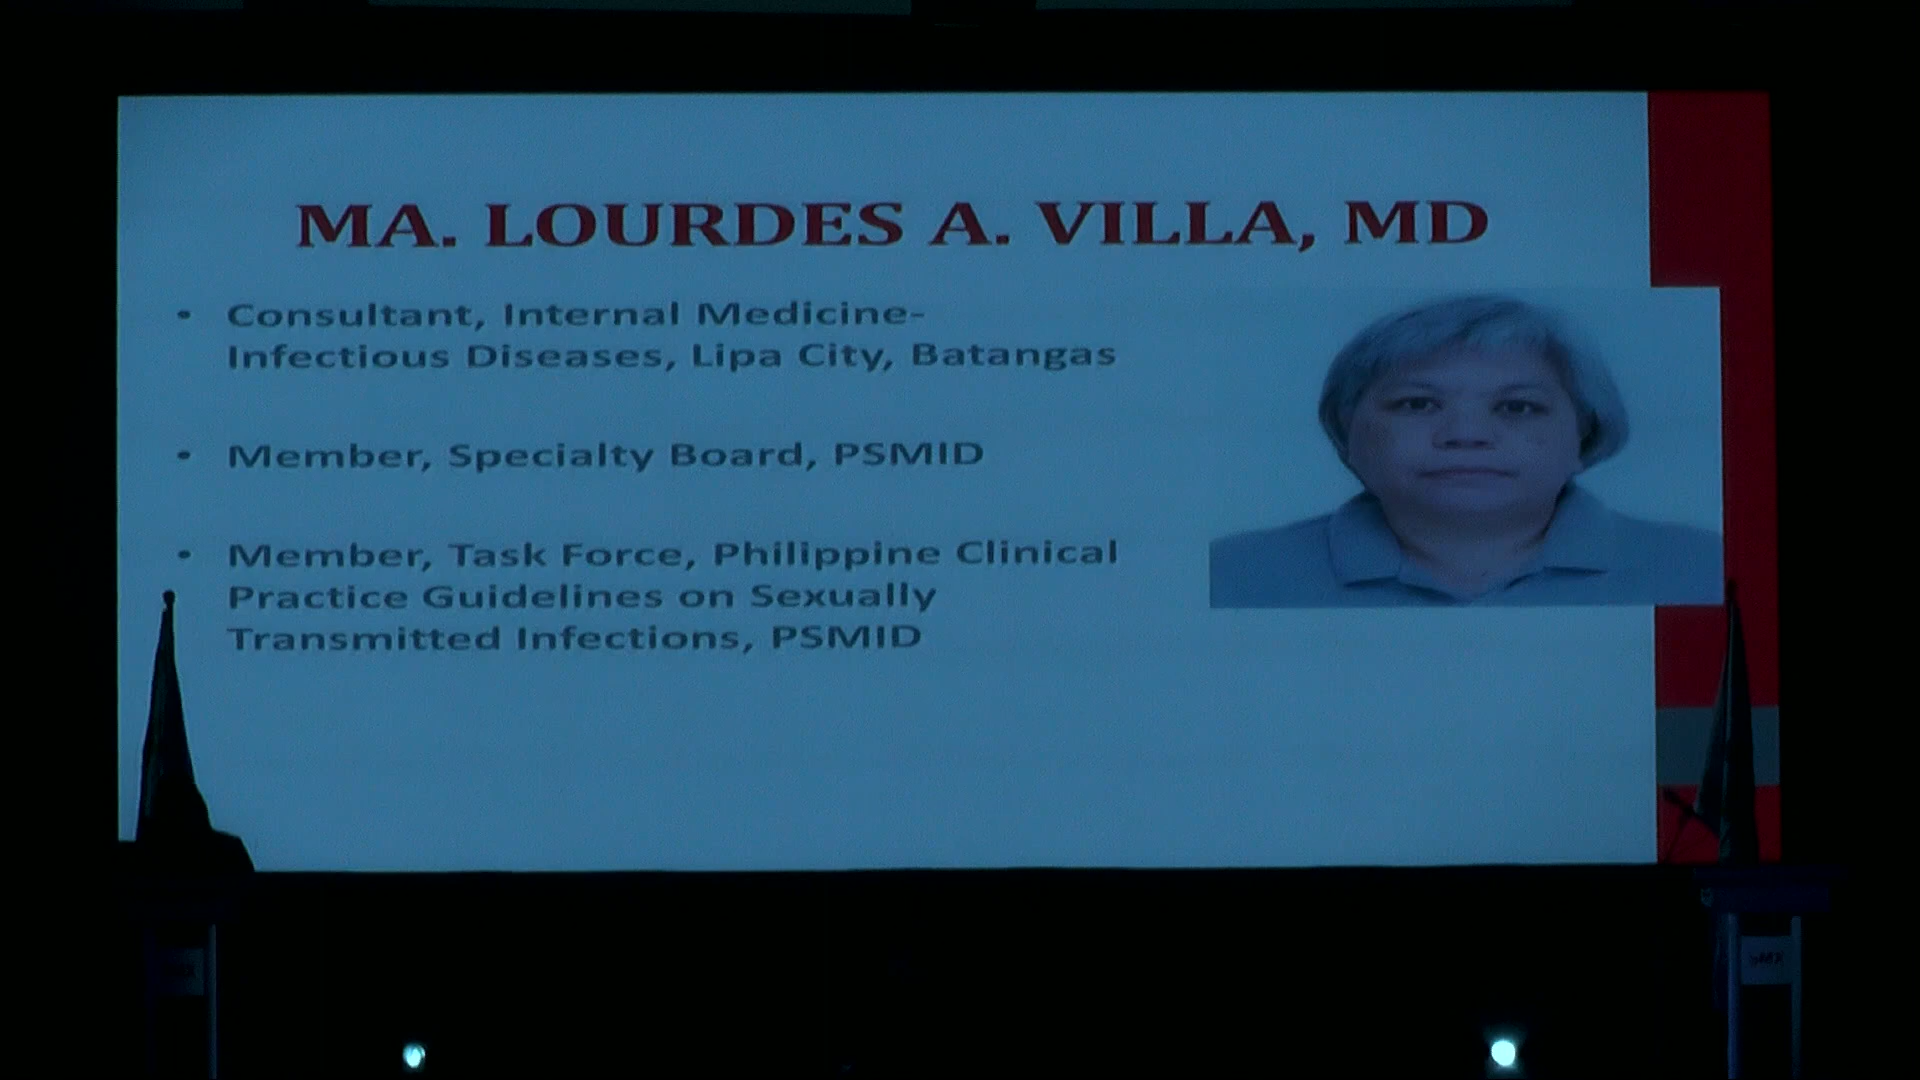 MA. LOURDES A. VILLA, MD
• Consultant, Internal Medicine-
Infectious Diseases, Lipa City, Batangas
• Member, Specialty Board, PSMID
• Member, Task Force, Philippine Clinical
Practice Guidelines on Sexually
Transmitted Infections, PSMID
SMX